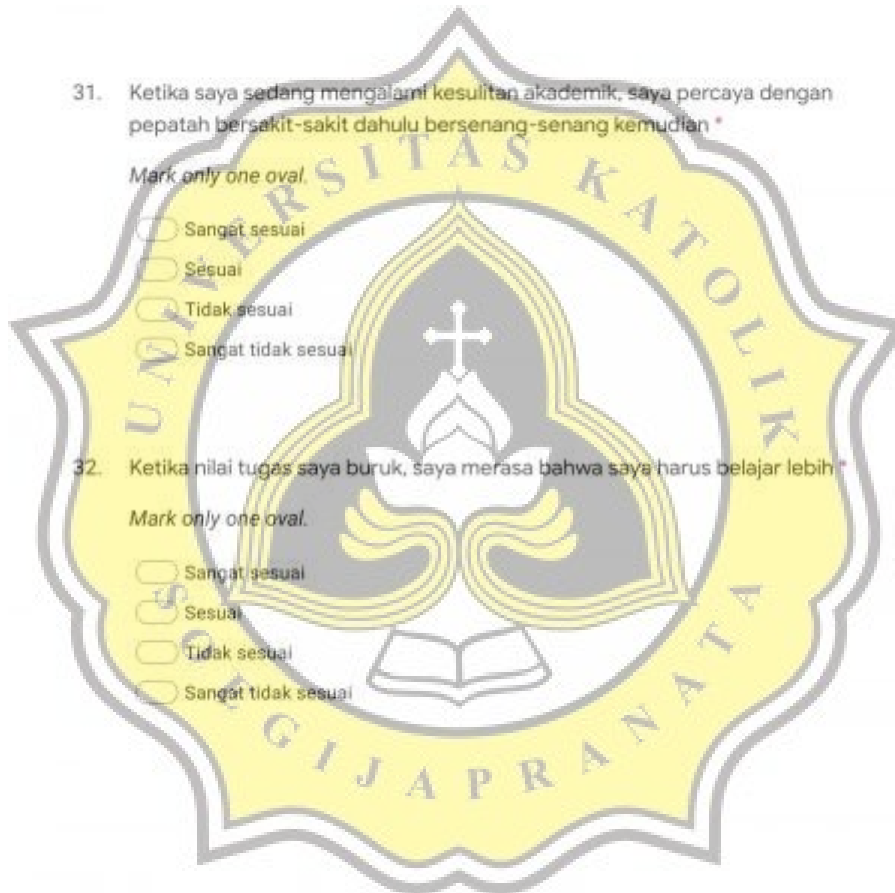 31. Ketika saya sedang mengalami kesulitan akademik, saya percaya dengan
pepatah bersakit-sakit dahulu bersenang-senang kemudian *
Mark only one oval.
Sangat sesuai
Sesuai
Tidak sesuai
Sangat tidak sesuai
32. Ketika nilai tugas saya buruk, saya merasa bahwa saya harus belajar lebih *
Mark only one oval.
Sangat sesuai
Sesuai
Tidak sesuai
Sangat tidak sesuai
UNIVERSITAS KATOLIK
SOEGIJAPRANATA